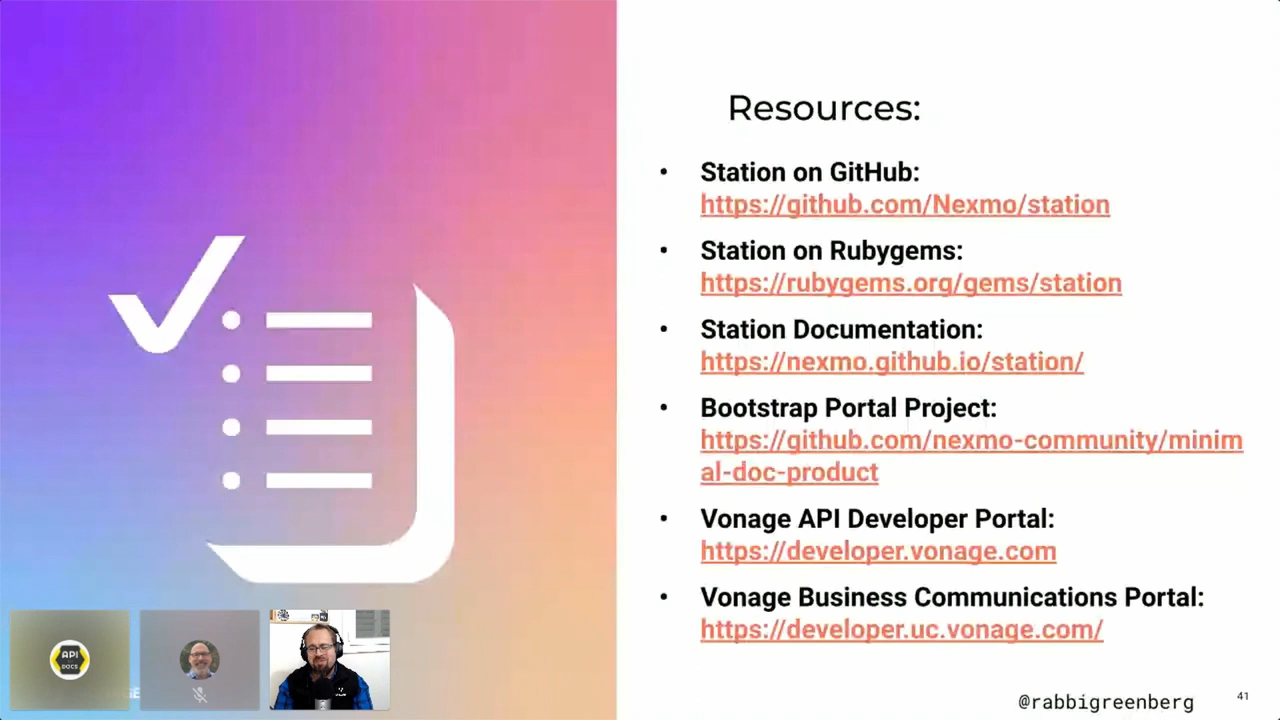 Resources:
• Station on GitHub:
https://github.com/Nexmo/station
• Station on Rubygems:
https://rubygems.org/gems/station
• Station Documentation:
https://nexmo.github.io/station/
• Bootstrap Portal Project:
https://github.com/nexmo-community/minim
al-doc-product
• Vonage API Developer Portal:
https://developer.vonage.com
• Vonage Business Communications Portal:
https://developer.uc.vonage.com/
API
DOCS
@rabbigreenberg
41